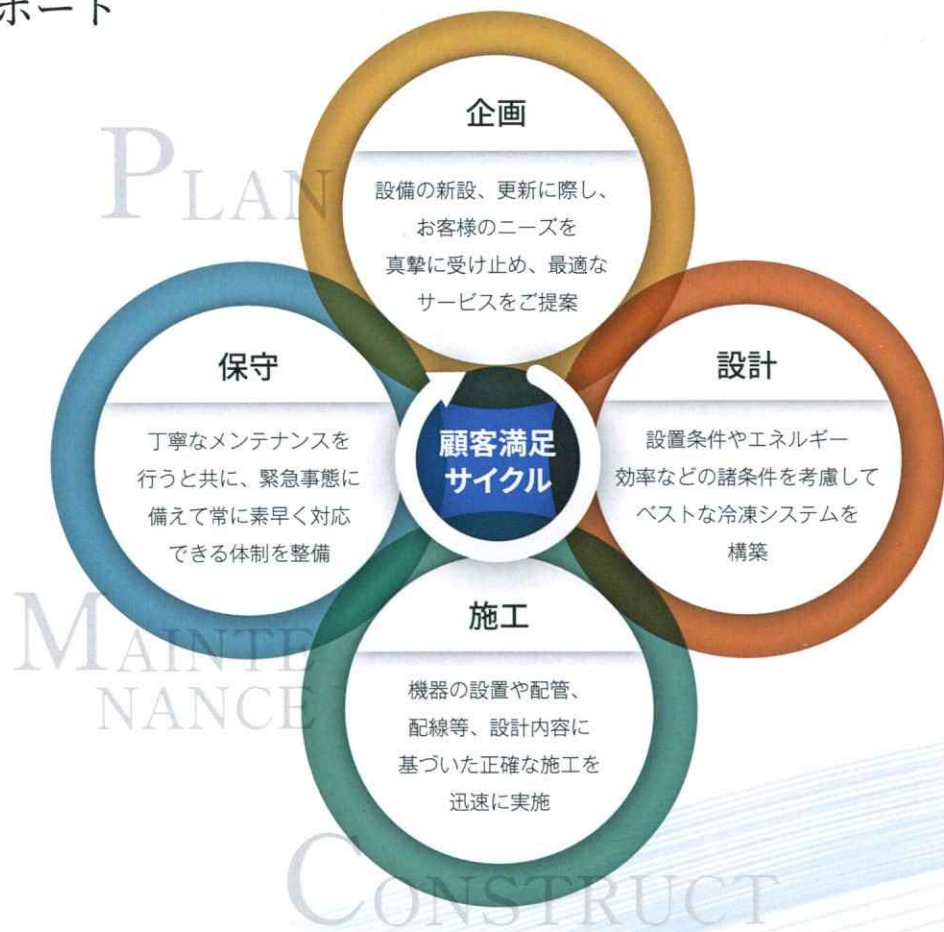 ポート
PLAN
企画
設備の新設、更新に際し、
お客様のニーズを
真摯に受け止め、最適な
サービスをご提案
保守
丁寧なメンテナンスを
行うと共に、緊急事態に
備えて常に素早く対応
できる体制を整備
顧客満足
サイクル
設計
設置条件やエネルギー
効率などの諸条件を考慮して
ベストな冷凍システムを
構築
MAINTE
NANCE
施工
機器の設置や配管、
配線等、設計内容に
基づいた正確な施工を
迅速に実施
CONSTRUCT